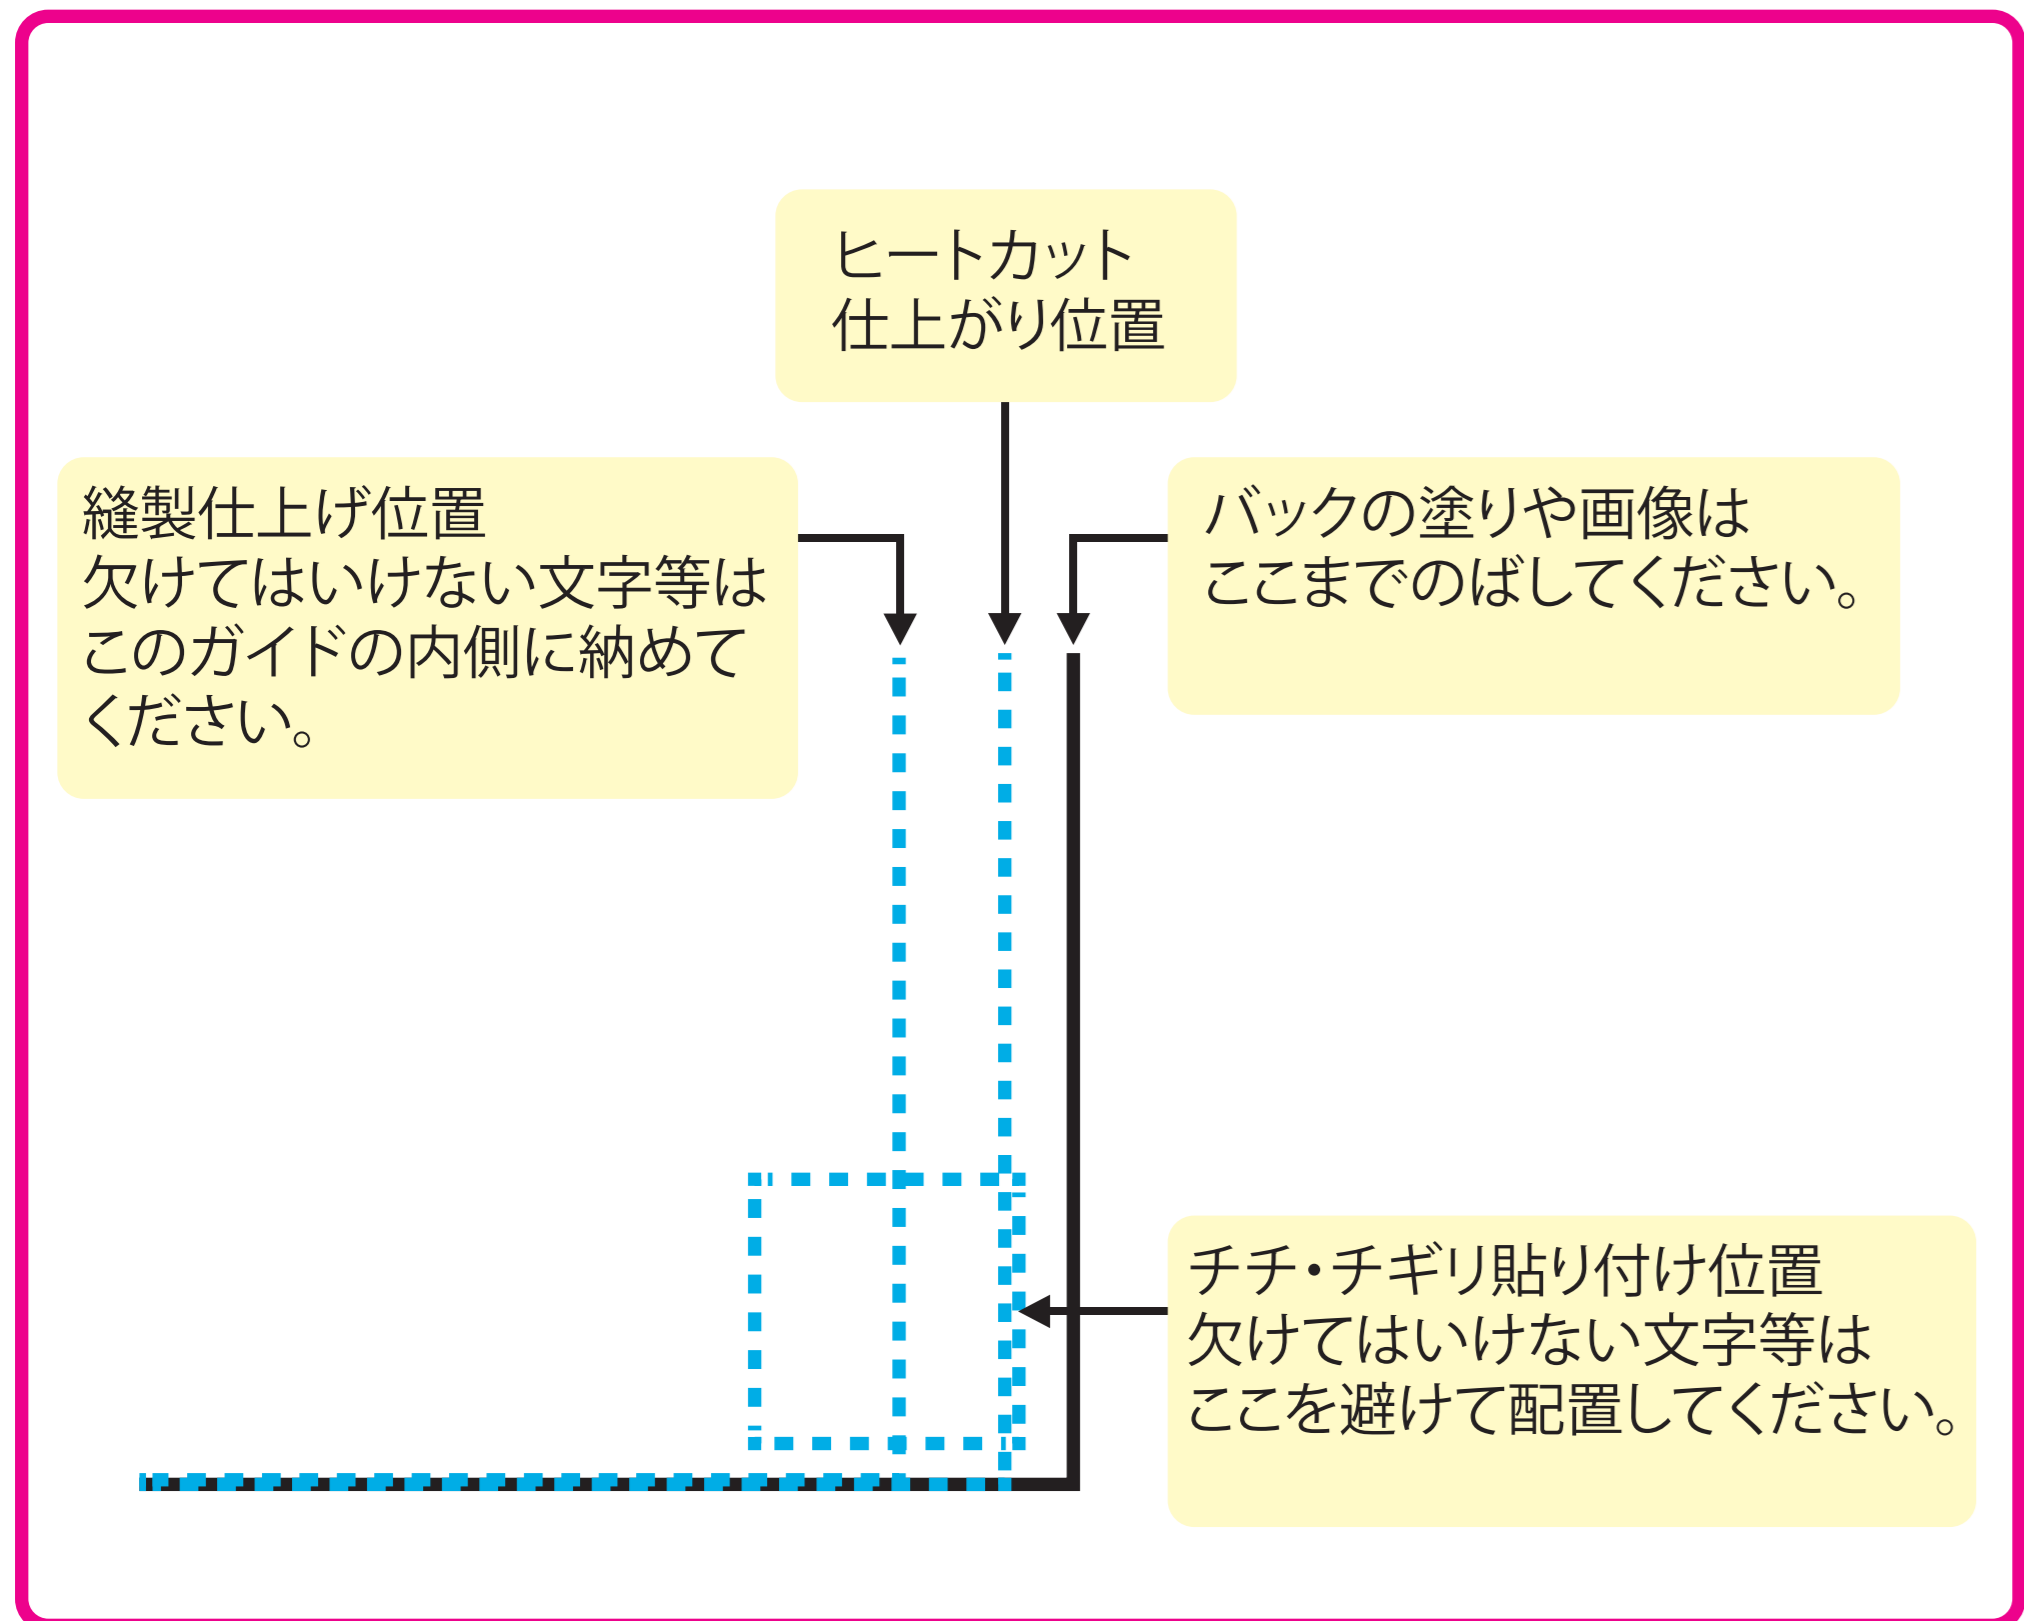 ヒートカット
仕上がり位置
縫製仕上げ位置
欠けてはいけない文字等は
このガイドの内側に納めて
ください。
バックの塗りや画像は
ここまでのばしてください。
チチ・チギリ貼り付け位置
欠けてはいけない文字等は
ここを避けて配置してください。